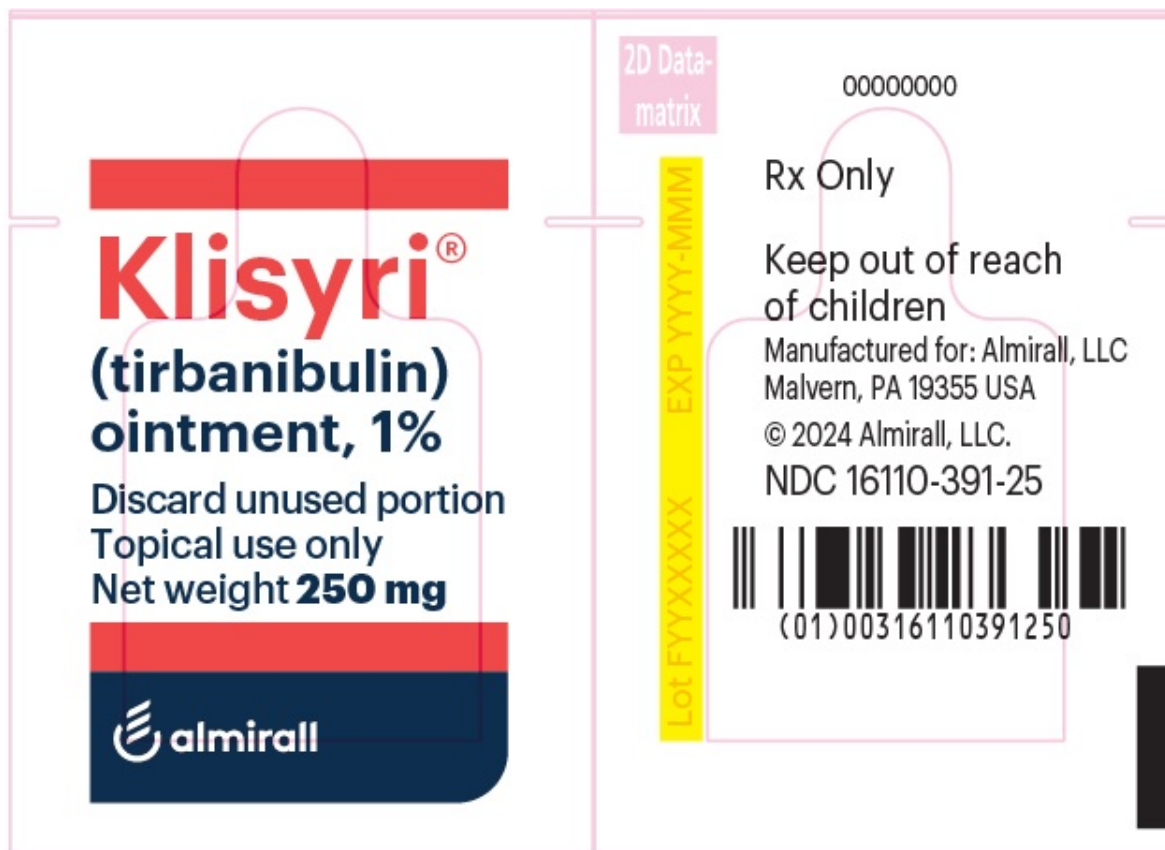 Klisyri®
(tirbanibulin)
ointment, 1%
Discard unused portion
Topical use only
Net weight 250 mg
almirall
2D Data-
matrix
00000000
Lot FYYXXXXX EXP YYYY-MMM
Rx Only
Keep out of reach
of children
Manufactured for: Almirall, LLC
Malvern, PA 19355 USA
© 2024 Almirall, LLC.
NDC 16110-391-25
(01)00316110391250